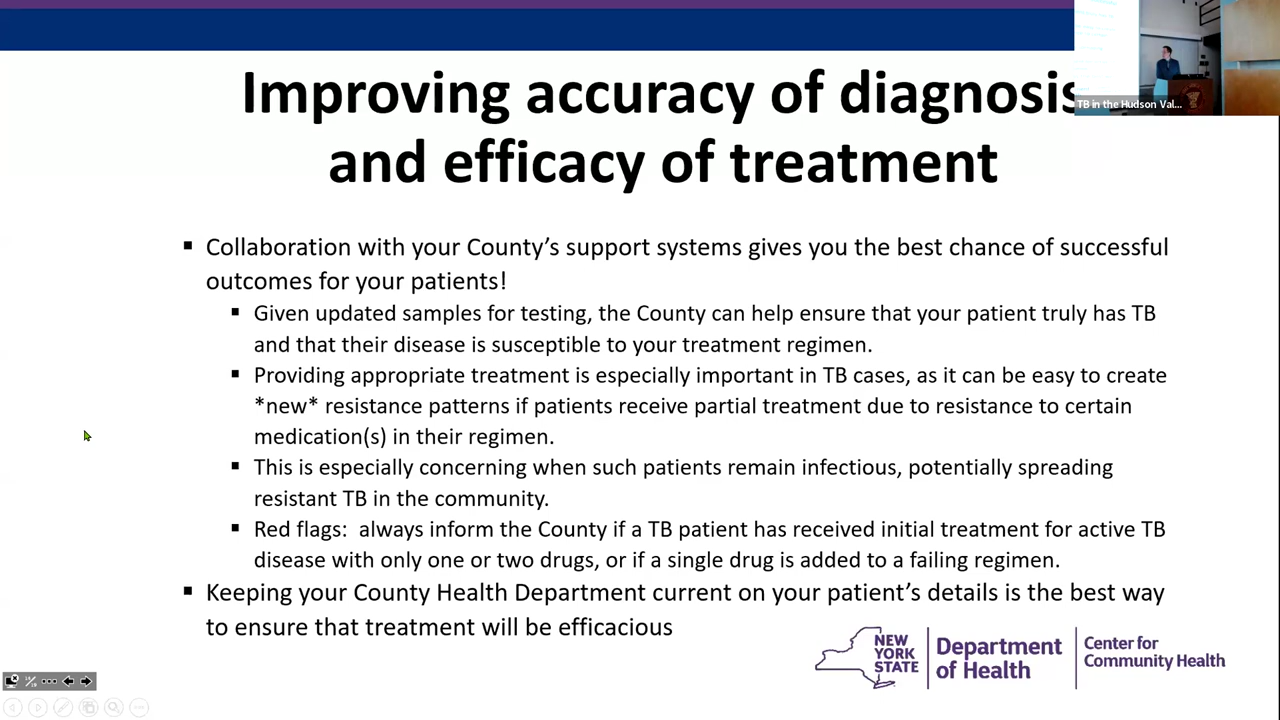 Improving accuracy of diagnosis
and efficacy of treatment
TB in the Hudson Val...
▪ Collaboration with your County’s support systems gives you the best chance of successful
outcomes for your patients!
▪ Given updated samples for testing, the County can help ensure that your patient truly has TB
and that their disease is susceptible to your treatment regimen.
▪ Providing appropriate treatment is especially important in TB cases, as it can be easy to create
*new* resistance patterns if patients receive partial treatment due to resistance to certain
medication(s) in their regimen.
▪ This is especially concerning when such patients remain infectious, potentially spreading
resistant TB in the community.
▪ Red flags:  always inform the County if a TB patient has received initial treatment for active TB
disease with only one or two drugs, or if a single drug is added to a failing regimen.
▪ Keeping your County Health Department current on your patient’s details is the best way
to ensure that treatment will be efficacious
NEW
YORK
STATE
Department
of Health
Center for
Community Health